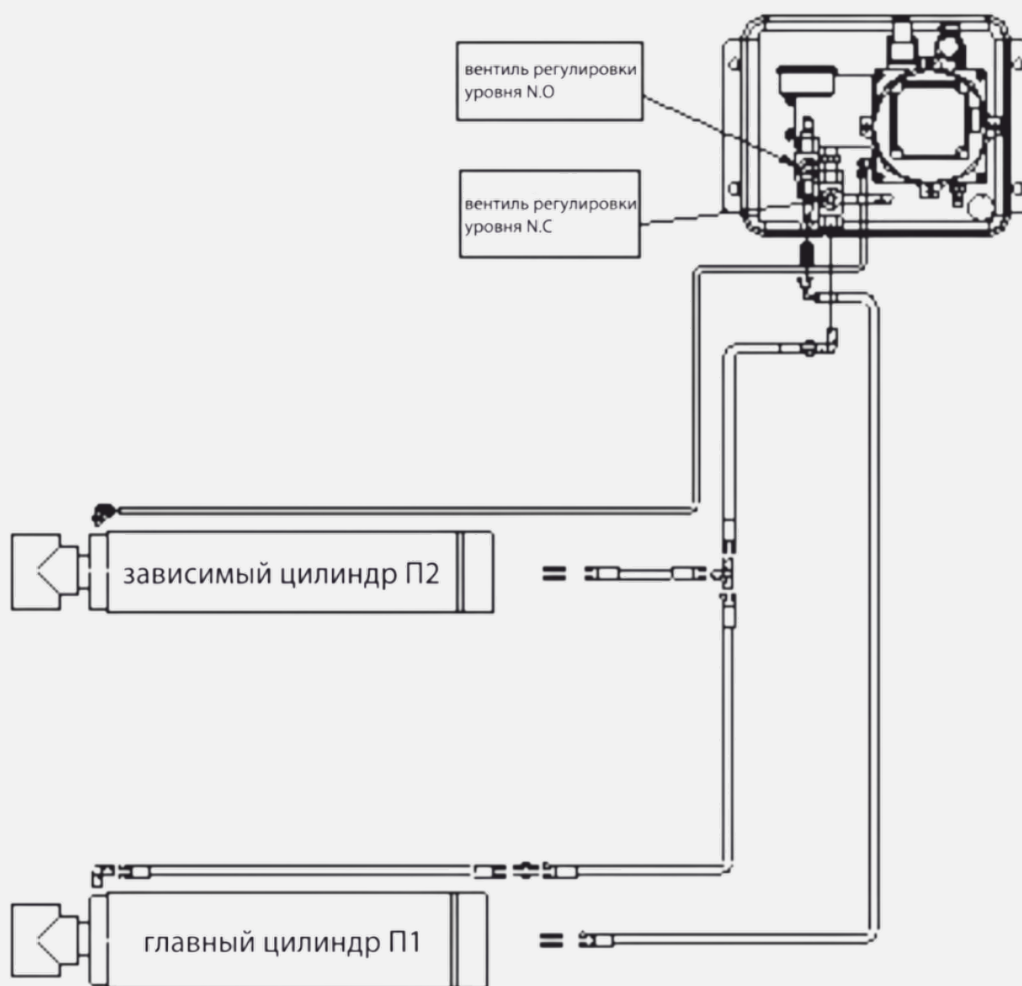 вентиль регулировки
уровня N.O
вентиль регулировки
уровня N.C
зависимый цилиндр П2
главный цилиндр П1